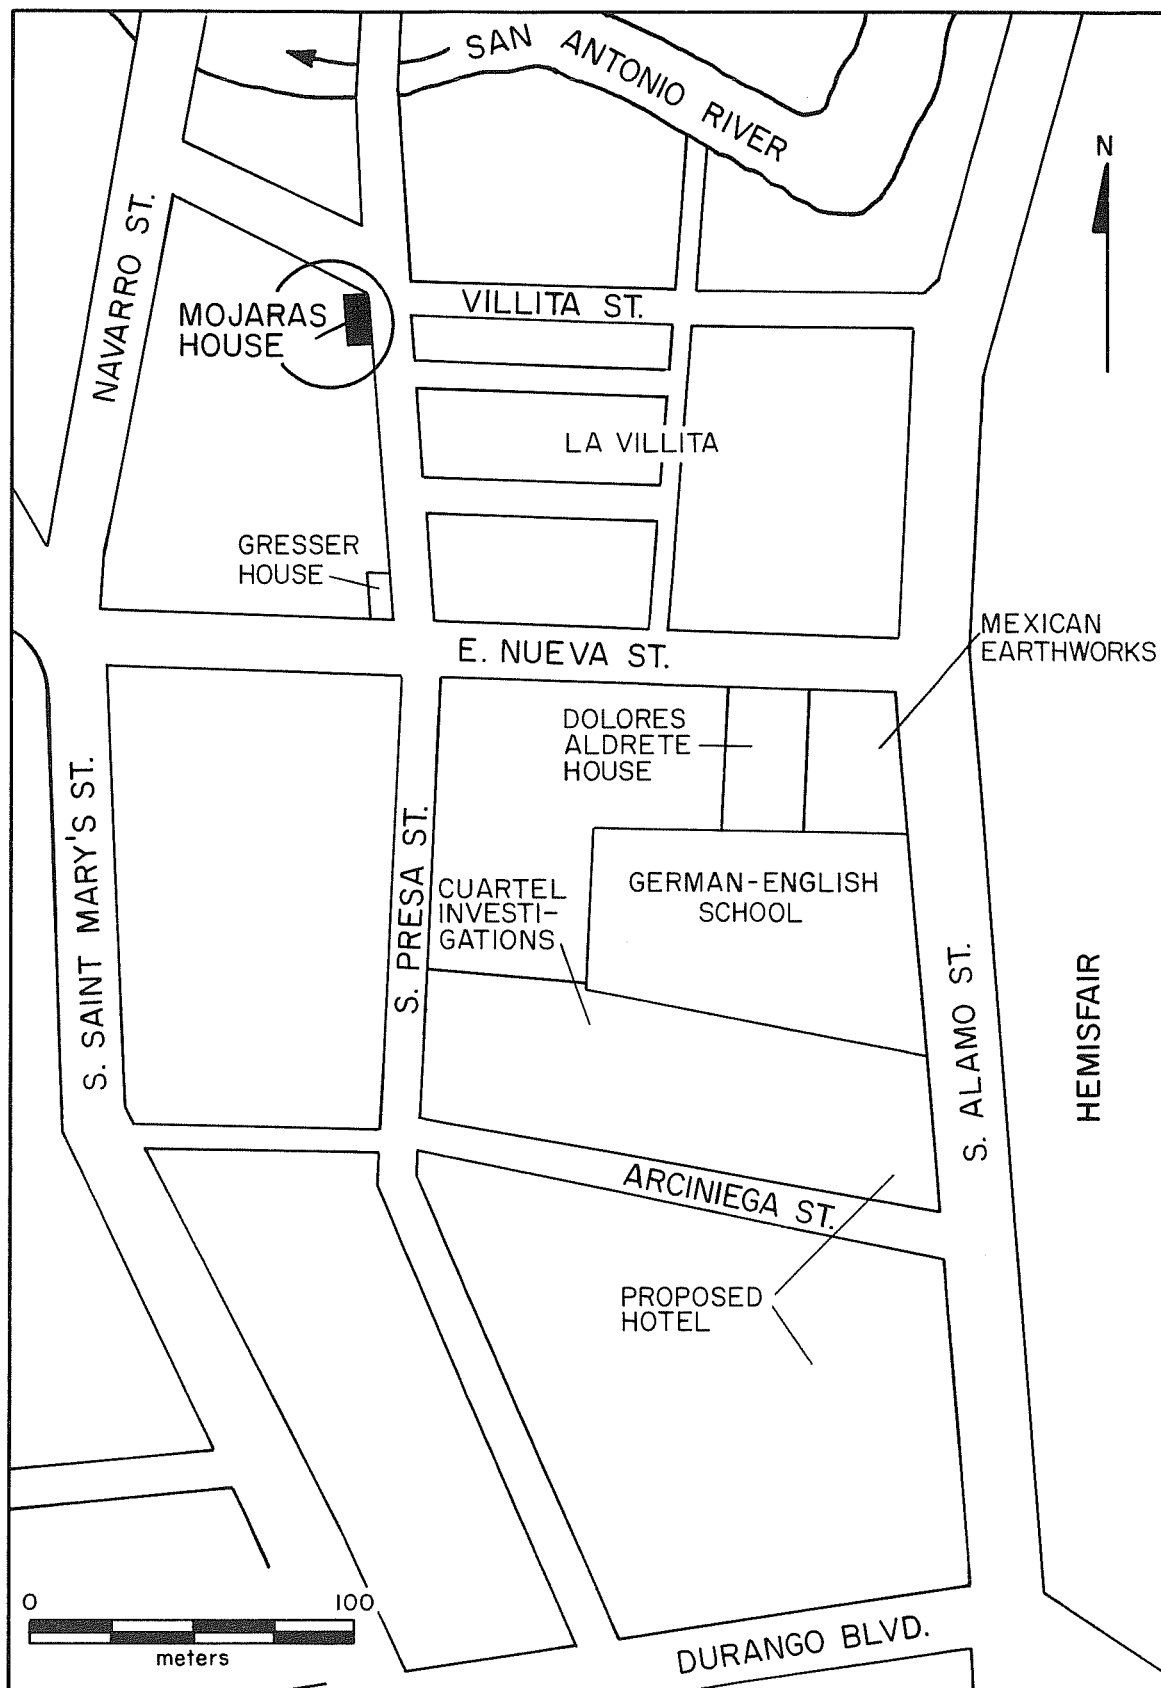 SAN ANTONIO RIVER
N
NAVARRO ST.
MOJARAS
HOUSE
VILLITA ST.
LA VILLITA
GRESSER
HOUSE
E. NUEVA ST.
MEXICAN
EARTHWORKS
DOLORES
ALDRETE
HOUSE
S. SAINT MARY'S ST.
S. PRESA ST.
CUARTEL
INVESTI-
GATIONS
GERMAN-ENGLISH
SCHOOL
S. ALAMO ST.
HEMISFAIR
ARCINIEGA ST.
PROPOSED
HOTEL
0 100
meters
DURANGO BLVD.